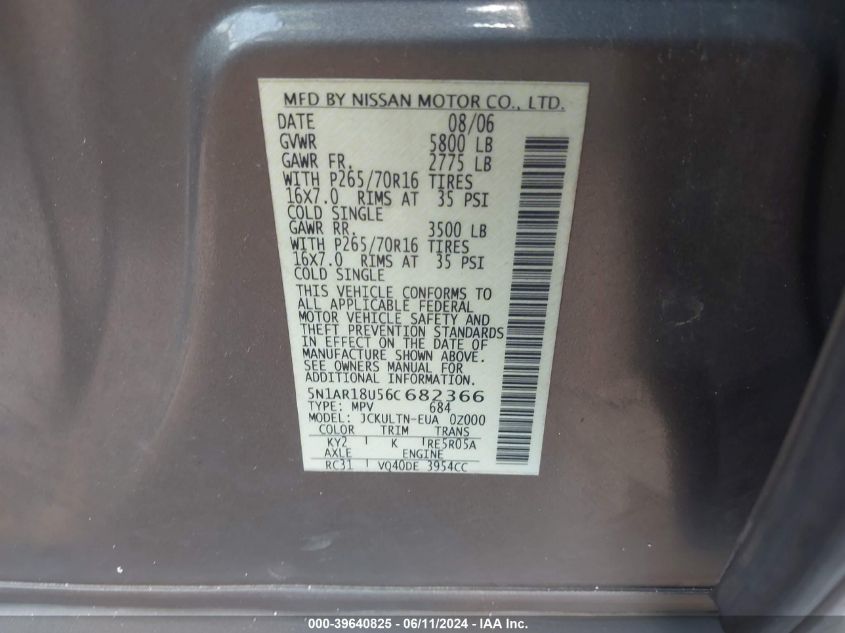 MFD BY NISSAN MOTOR CO., LTD.
DATE 08/06
GVWR 5800 LB
GAWR FR. 2775 LB
WITH P265/70R16 TIRES
16X7.0 RIMS AT 35 PSI
COLD SINGLE
GAWR RR. 3500 LB
WITH P265/70R16 TIRES
16X7.0 RIMS AT 35 PSI
COLD SINGLE
THIS VEHICLE CONFORMS TO
ALL APPLICABLE FEDERAL
MOTOR VEHICLE SAFETY AND
THEFT PREVENTION STANDARDS
IN EFFECT ON THE DATE OF
MANUFACTURE SHOWN ABOVE.
SEE OWNERS MANUAL FOR
ADDITIONAL INFORMATION.
5N1AR18U56C682366
TYPE: MPV 684
MODEL: JCKULTN-EUA 0Z000
COLOR TRIM TRANS
KY2 K RE5R05A
AXLE ENGINE
RC31 VQ40DE 3954CC
000-39640825 - 06/11/2024 - IAA Inc.